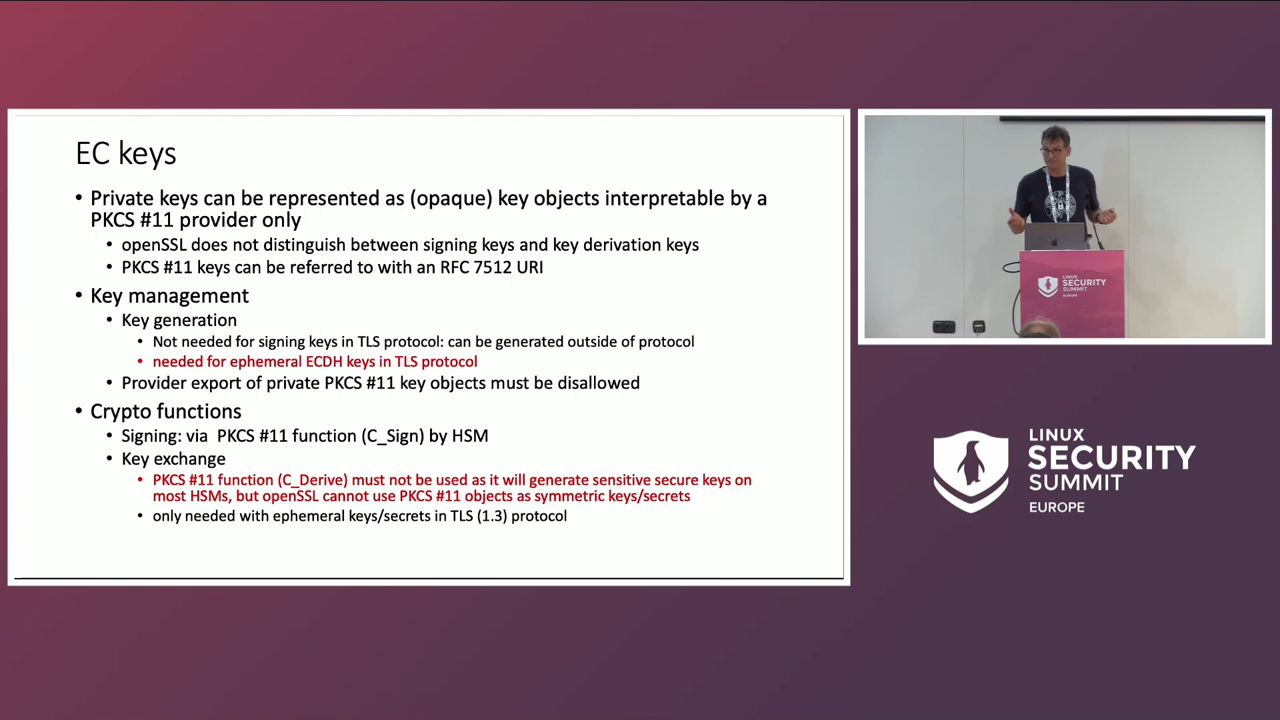 EC keys
• Private keys can be represented as (opaque) key objects interpretable by a
PKCS #11 provider only
• openSSL does not distinguish between signing keys and key derivation keys
• PKCS #11 keys can be referred to with an RFC 7512 URI
• Key management
• Key generation
• Not needed for signing keys in TLS protocol: can be generated outside of protocol
• needed for ephemeral ECDH keys in TLS protocol
• Provider export of private PKCS #11 key objects must be disallowed
• Crypto functions
• Signing: via PKCS #11 function (C_Sign) by HSM
• Key exchange
• PKCS #11 function (C_Derive) must not be used as it will generate sensitive secure keys on
most HSMs, but openSSL cannot use PKCS #11 objects as symmetric keys/secrets
• only needed with ephemeral keys/secrets in TLS (1.3) protocol
LINUX
SECURITY
SUMMIT
EUROPE
LINUX
SECURITY
SUMMIT
EUROPE